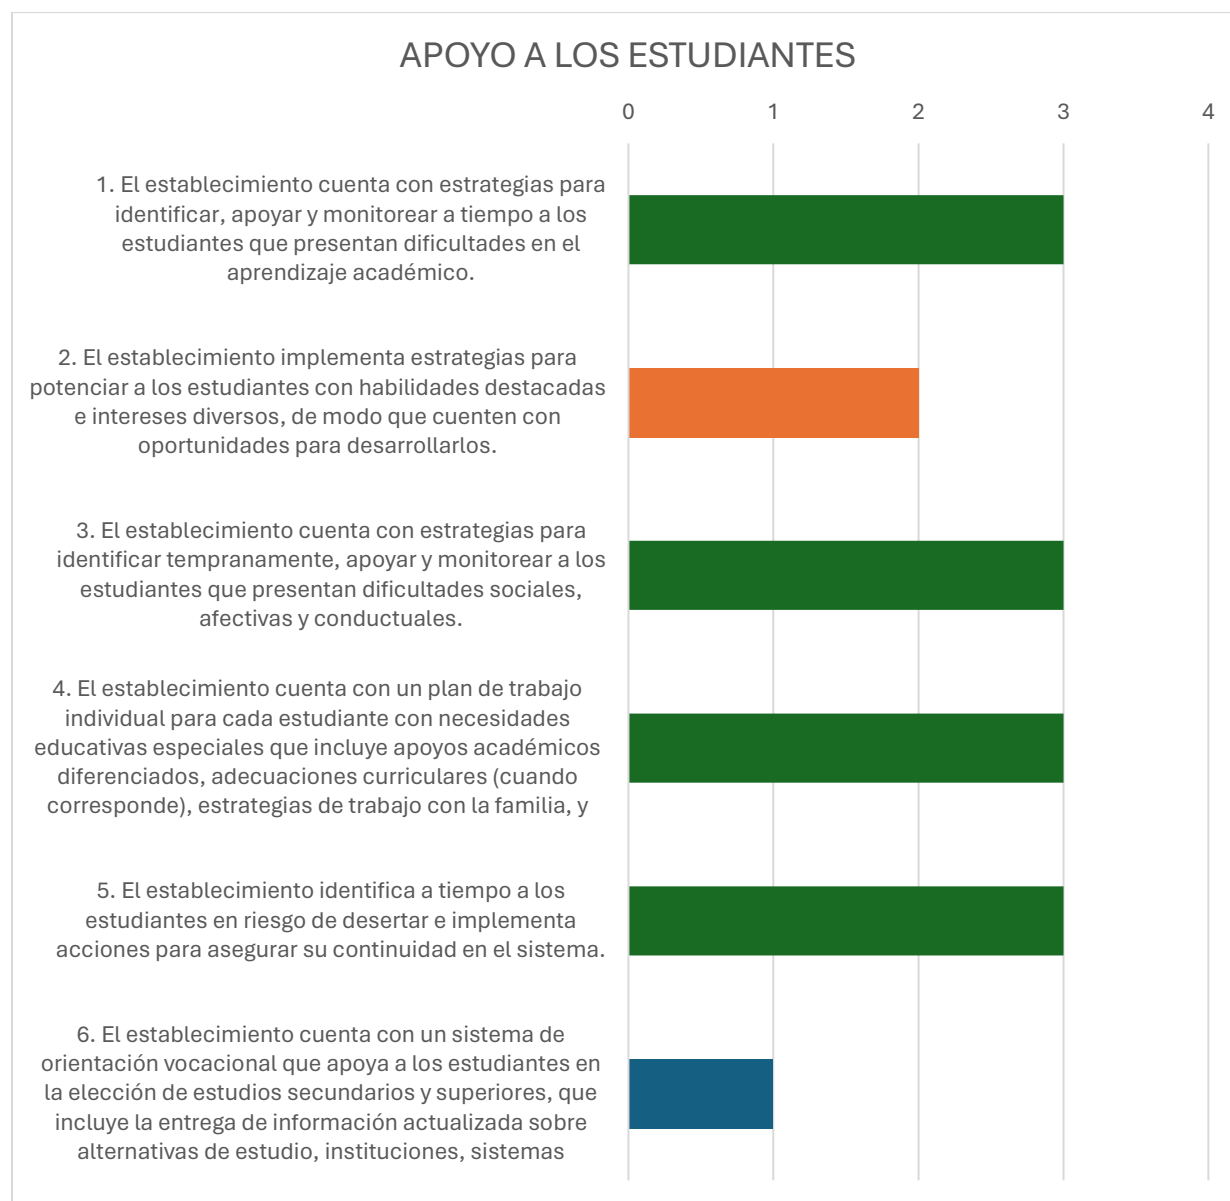 APOYO A LOS ESTUDIANTES
0 1 2 3 4
1. El establecimiento cuenta con estrategias para
identificar, apoyar y monitorear a tiempo a los
estudiantes que presentan dificultades en el
aprendizaje académico.
2. El establecimiento implementa estrategias para
potenciar a los estudiantes con habilidades destacadas
e intereses diversos, de modo que cuenten con
oportunidades para desarrollarlos.
3. El establecimiento cuenta con estrategias para
identificar tempranamente, apoyar y monitorear a los
estudiantes que presentan dificultades sociales,
afectivas y conductuales.
4. El establecimiento cuenta con un plan de trabajo
individual para cada estudiante con necesidades
educativas especiales que incluye apoyos académicos
diferenciados, adecuaciones curriculares (cuando
corresponde), estrategias de trabajo con la familia, y
5. El establecimiento identifica a tiempo a los
estudiantes en riesgo de desertar e implementa
acciones para asegurar su continuidad en el sistema.
6. El establecimiento cuenta con un sistema de
orientación vocacional que apoya a los estudiantes en
la elección de estudios secundarios y superiores, que
incluye la entrega de información actualizada sobre
alternativas de estudio, instituciones, sistemas